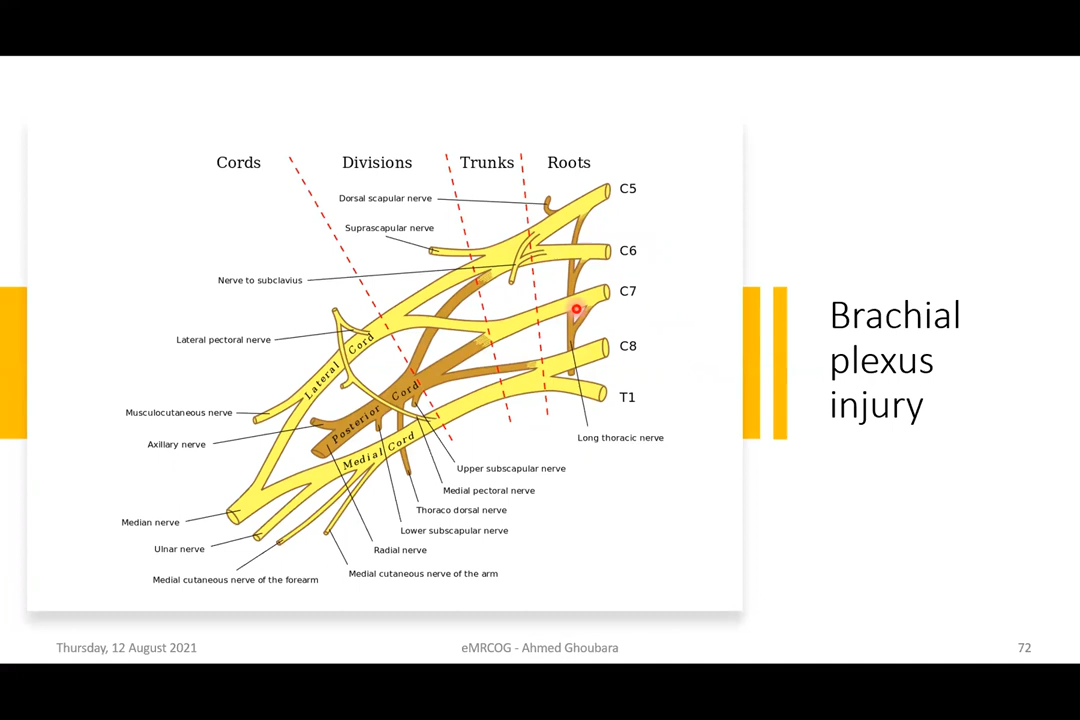 Cords
Divisions
Trunks
Roots
C5
Dorsal scapular nerve
Suprascapular nerve
C6
Nerve to subclavius
C7
Lateral pectoral nerve
C8
Lateral Cord
Posterior Cord
Medial Cord
T1
Musculocutaneous nerve
Axillary nerve
Long thoracic nerve
Upper subscapular nerve
Medial pectoral nerve
Thoraco dorsal nerve
Median nerve
Lower subscapular nerve
Ulnar nerve
Radial nerve
Medial cutaneous nerve of the arm
Medial cutaneous nerve of the forearm
Brachial
plexus
injury
Thursday, 12 August 2021
eMRCOG - Ahmed Ghoubara
72